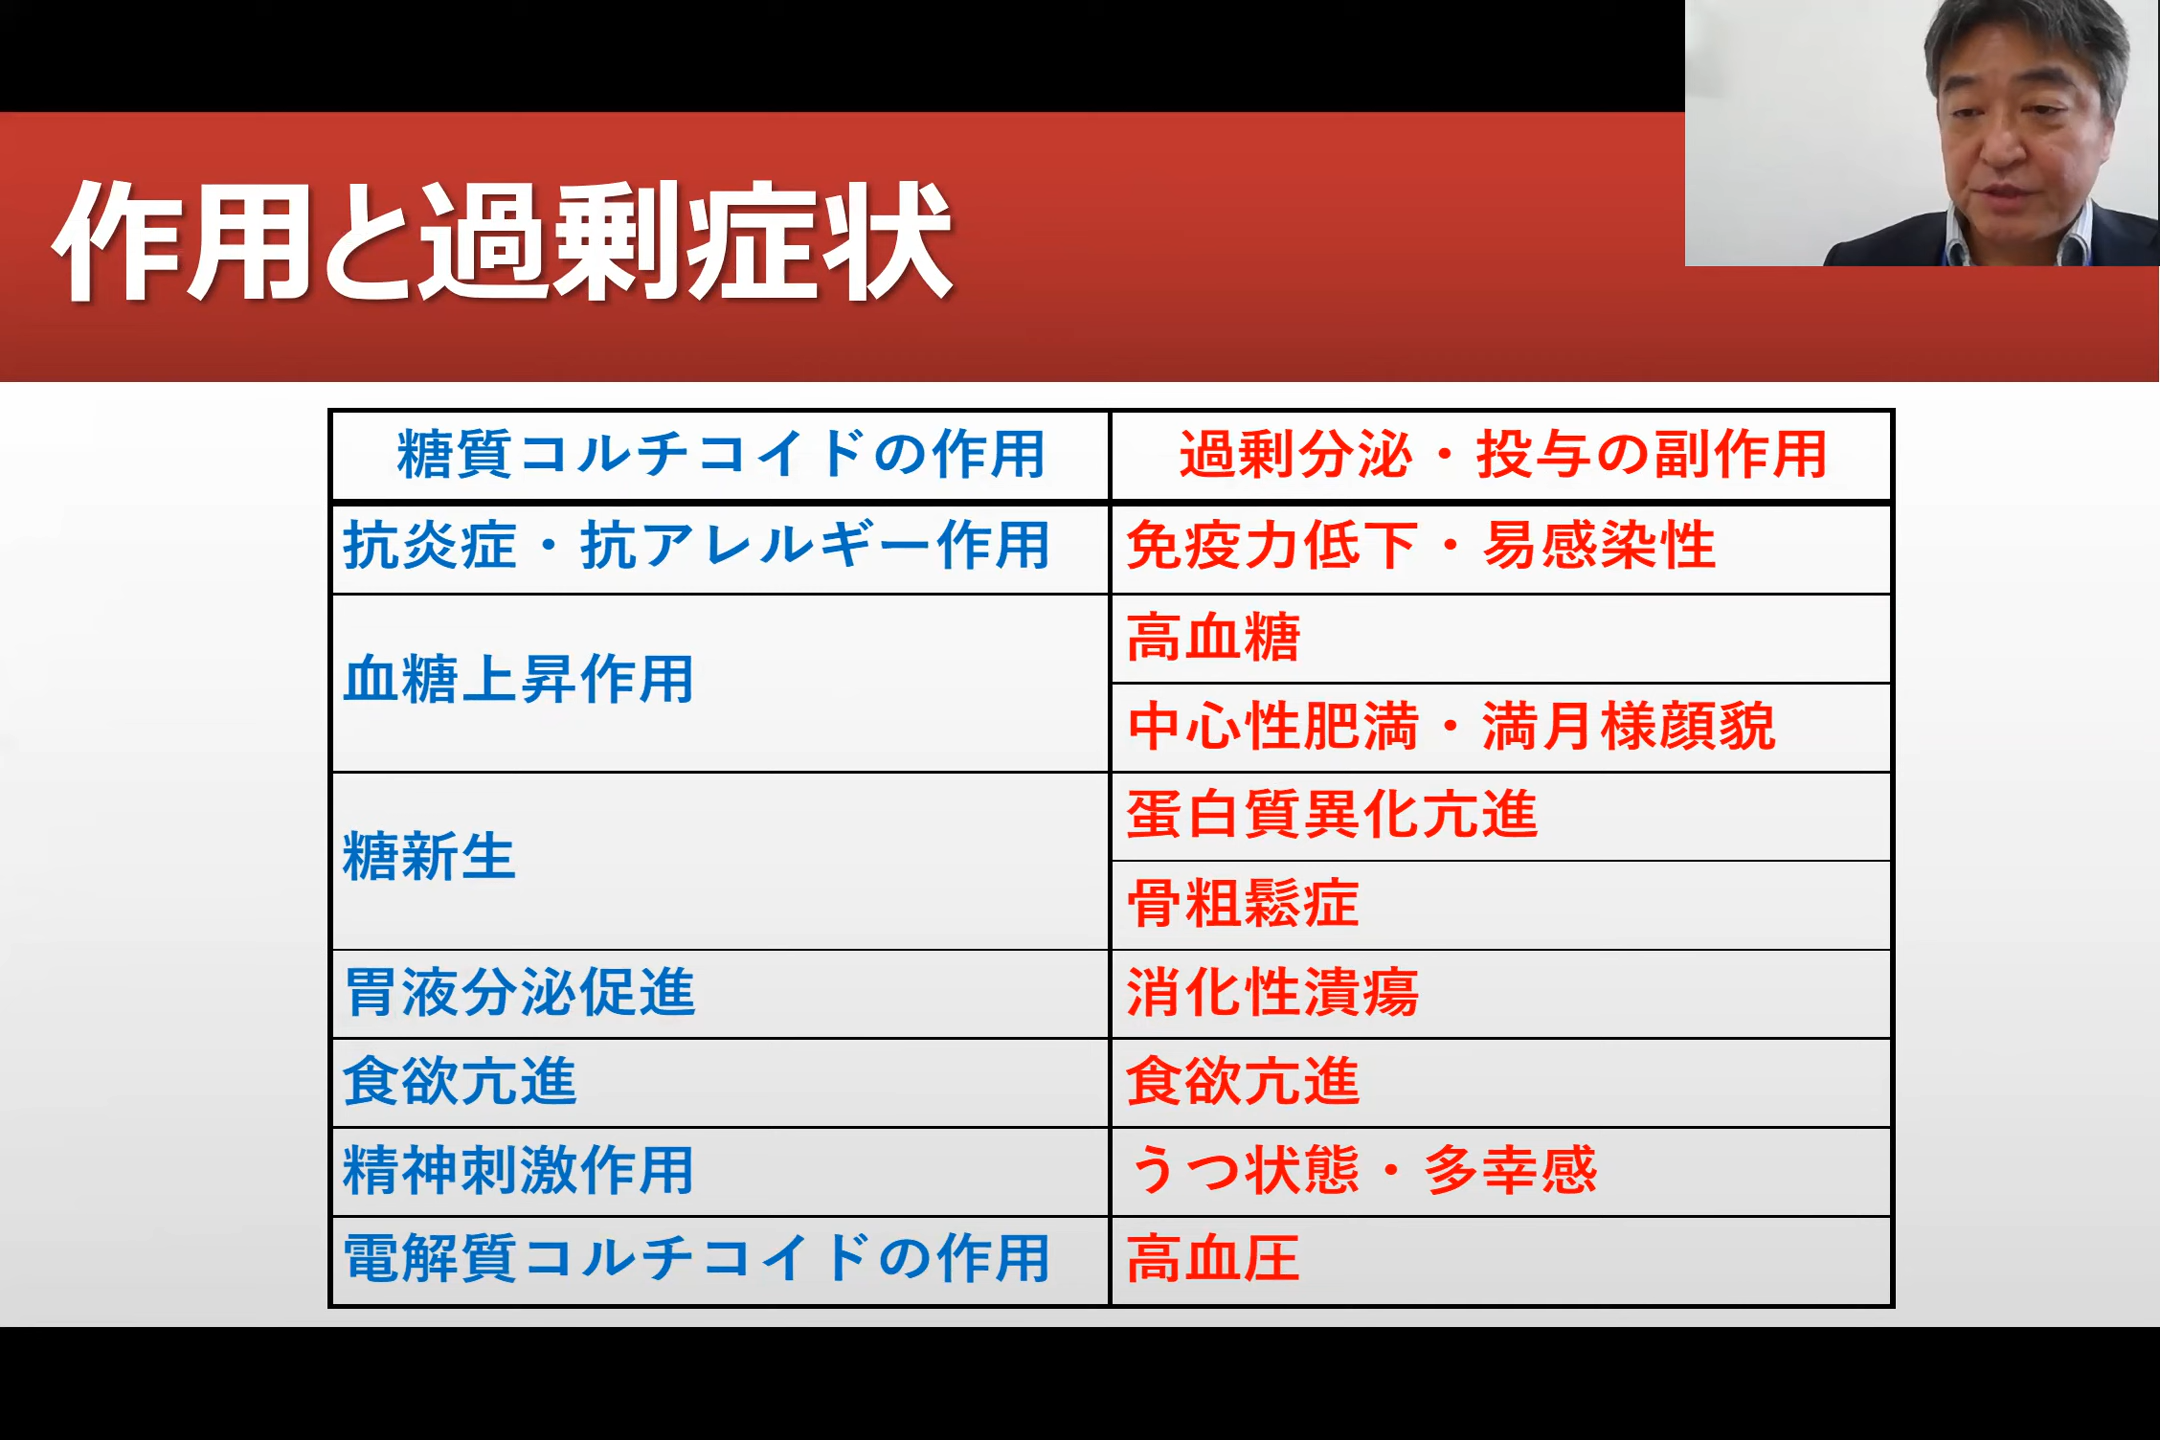 作用と過剰症状
糖質コルチコイドの作用
過剰分泌・投与の副作用
抗炎症・抗アレルギー作用
免疫力低下・易感染性
血糖上昇作用
高血糖
中心性肥満・満月様顔貌
糖新生
蛋白質異化亢進
骨粗鬆症
胃液分泌促進
消化性潰瘍
食欲亢進
食欲亢進
精神刺激作用
うつ状態・多幸感
電解質コルチコイドの作用
高血圧